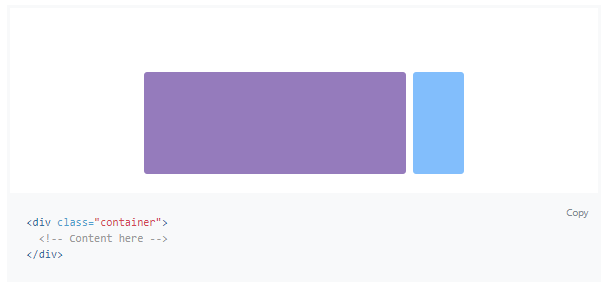 Copy
<div class="container">
<!-- Content here -->
</div>